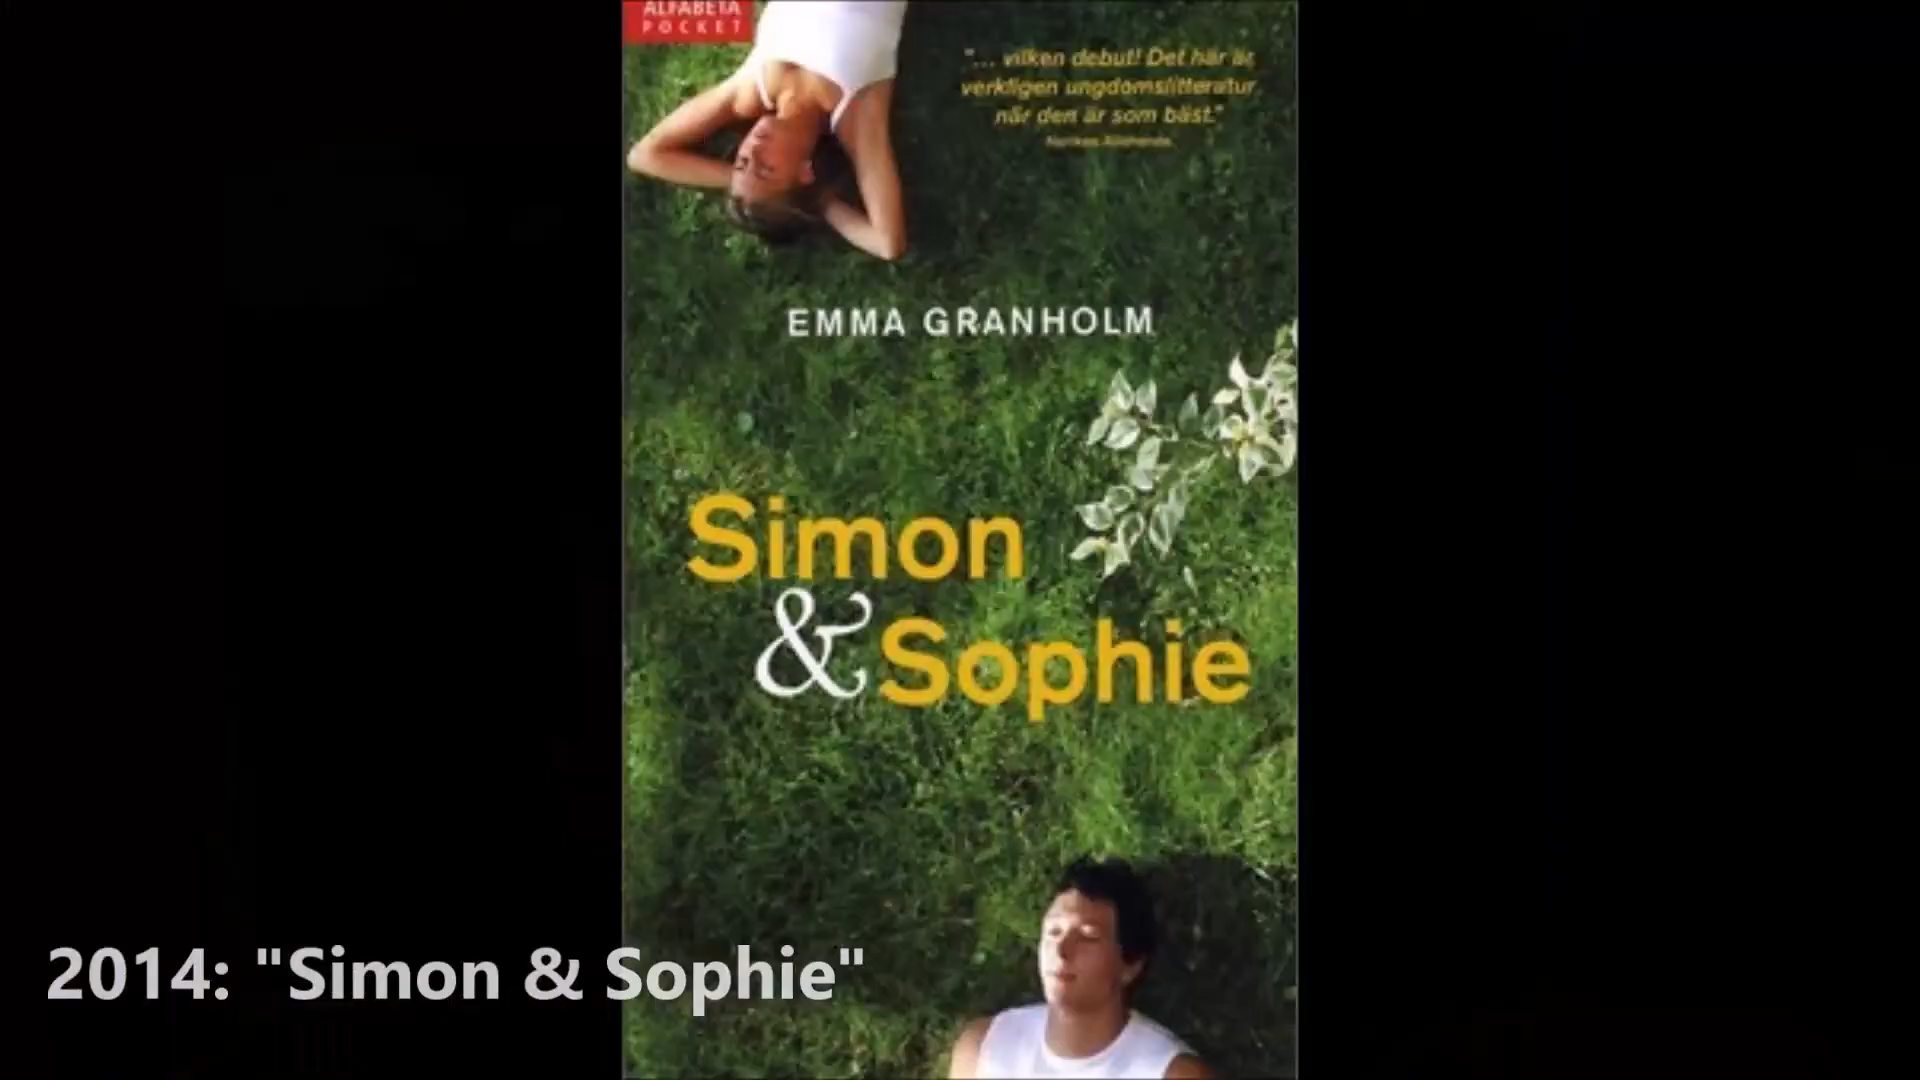 ALFABETA
POCKET
"... vilken debut! Det här är
verkligen ungdomslitteratur
när den är som bäst."
EMMA GRANHOLM
Simon
& Sophie
2014: "Simon & Sophie"